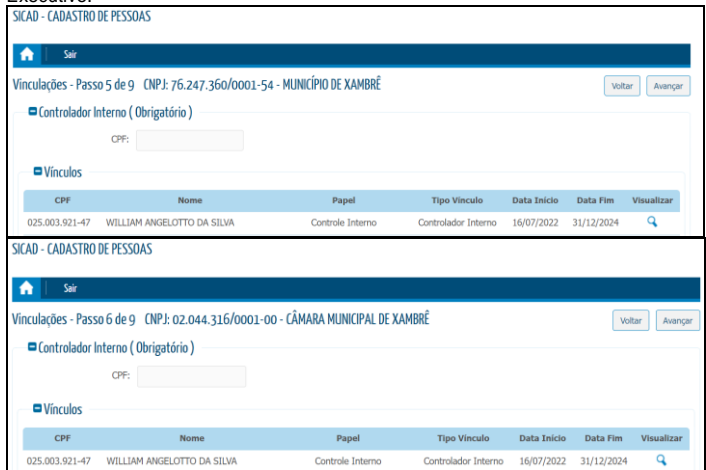 Executivo.
SICAD - CADASTRO DE PESSOAS
Sair
Vinculações - Passo 5 de 9 CNPJ: 76.247.360/0001-54 - MUNICÍPIO DE XAMBRÊ Voltar Avançar
Controlador Interno ( Obrigatório )
CPF:
Vínculos
CPF Nome Papel Tipo Vinculo Data Início Data Fim Visualizar
025.003.921-47 WILLIAM ANGELOTTO DA SILVA Controle Interno Controlador Interno 16/07/2022 31/12/2024
SICAD - CADASTRO DE PESSOAS
Sair
Vinculações - Passo 6 de 9 CNPJ: 02.044.316/0001-00 - CÂMARA MUNICIPAL DE XAMBRÊ Voltar Avançar
Controlador Interno ( Obrigatório )
CPF:
Vínculos
CPF Nome Papel Tipo Vinculo Data Início Data Fim Visualizar
025.003.921-47 WILLIAM ANGELOTTO DA SILVA Controle Interno Controlador Interno 16/07/2022 31/12/2024